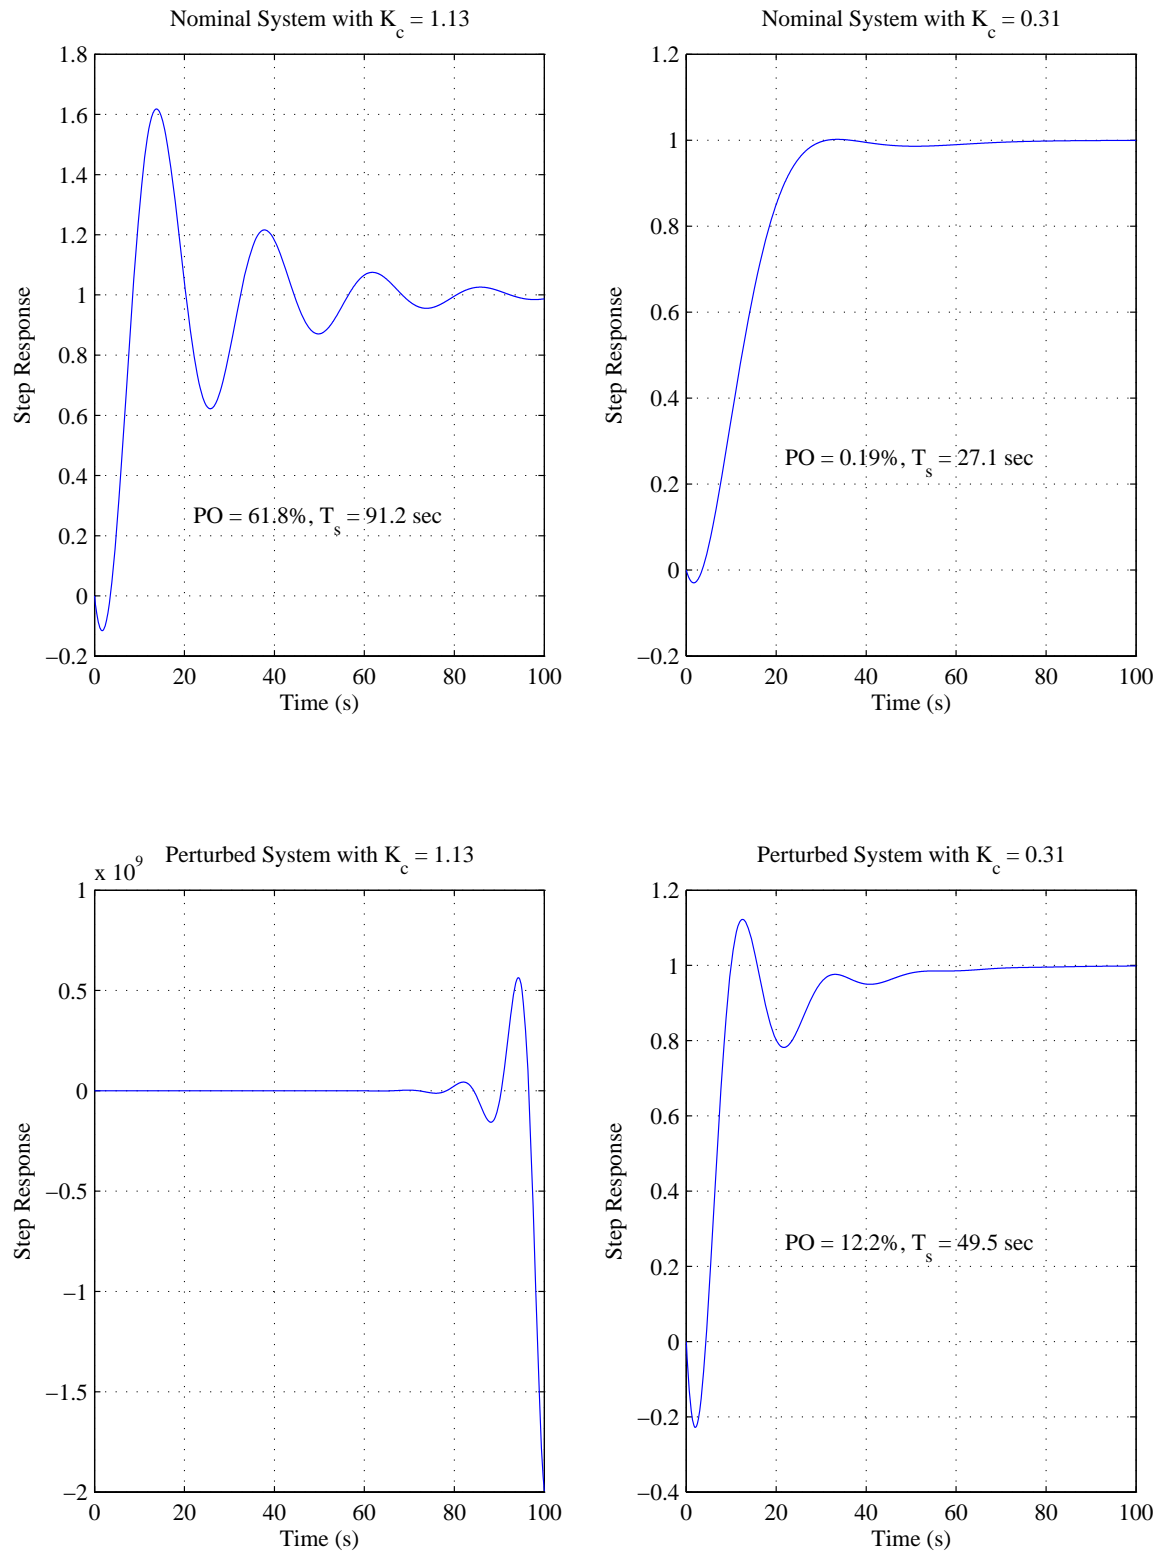 Nominal System with K_c = 1.13
1.8
1.6
1.4
1.2
1
0.8
0.6
0.4
0.2
0
−0.2
Step Response
PO = 61.8%, T_s = 91.2 sec
0 20 40 60 80 100
Time (s)
Nominal System with K_c = 0.31
1.2
1
0.8
0.6
0.4
0.2
0
−0.2
Step Response
PO = 0.19%, T_s = 27.1 sec
0 20 40 60 80 100
Time (s)
Perturbed System with K_c = 1.13
x 10^9
1
0.5
0
−0.5
−1
−1.5
−2
Step Response
0 20 40 60 80 100
Time (s)
Perturbed System with K_c = 0.31
1.2
1
0.8
0.6
0.4
0.2
0
−0.2
−0.4
Step Response
PO = 12.2%, T_s = 49.5 sec
0 20 40 60 80 100
Time (s)